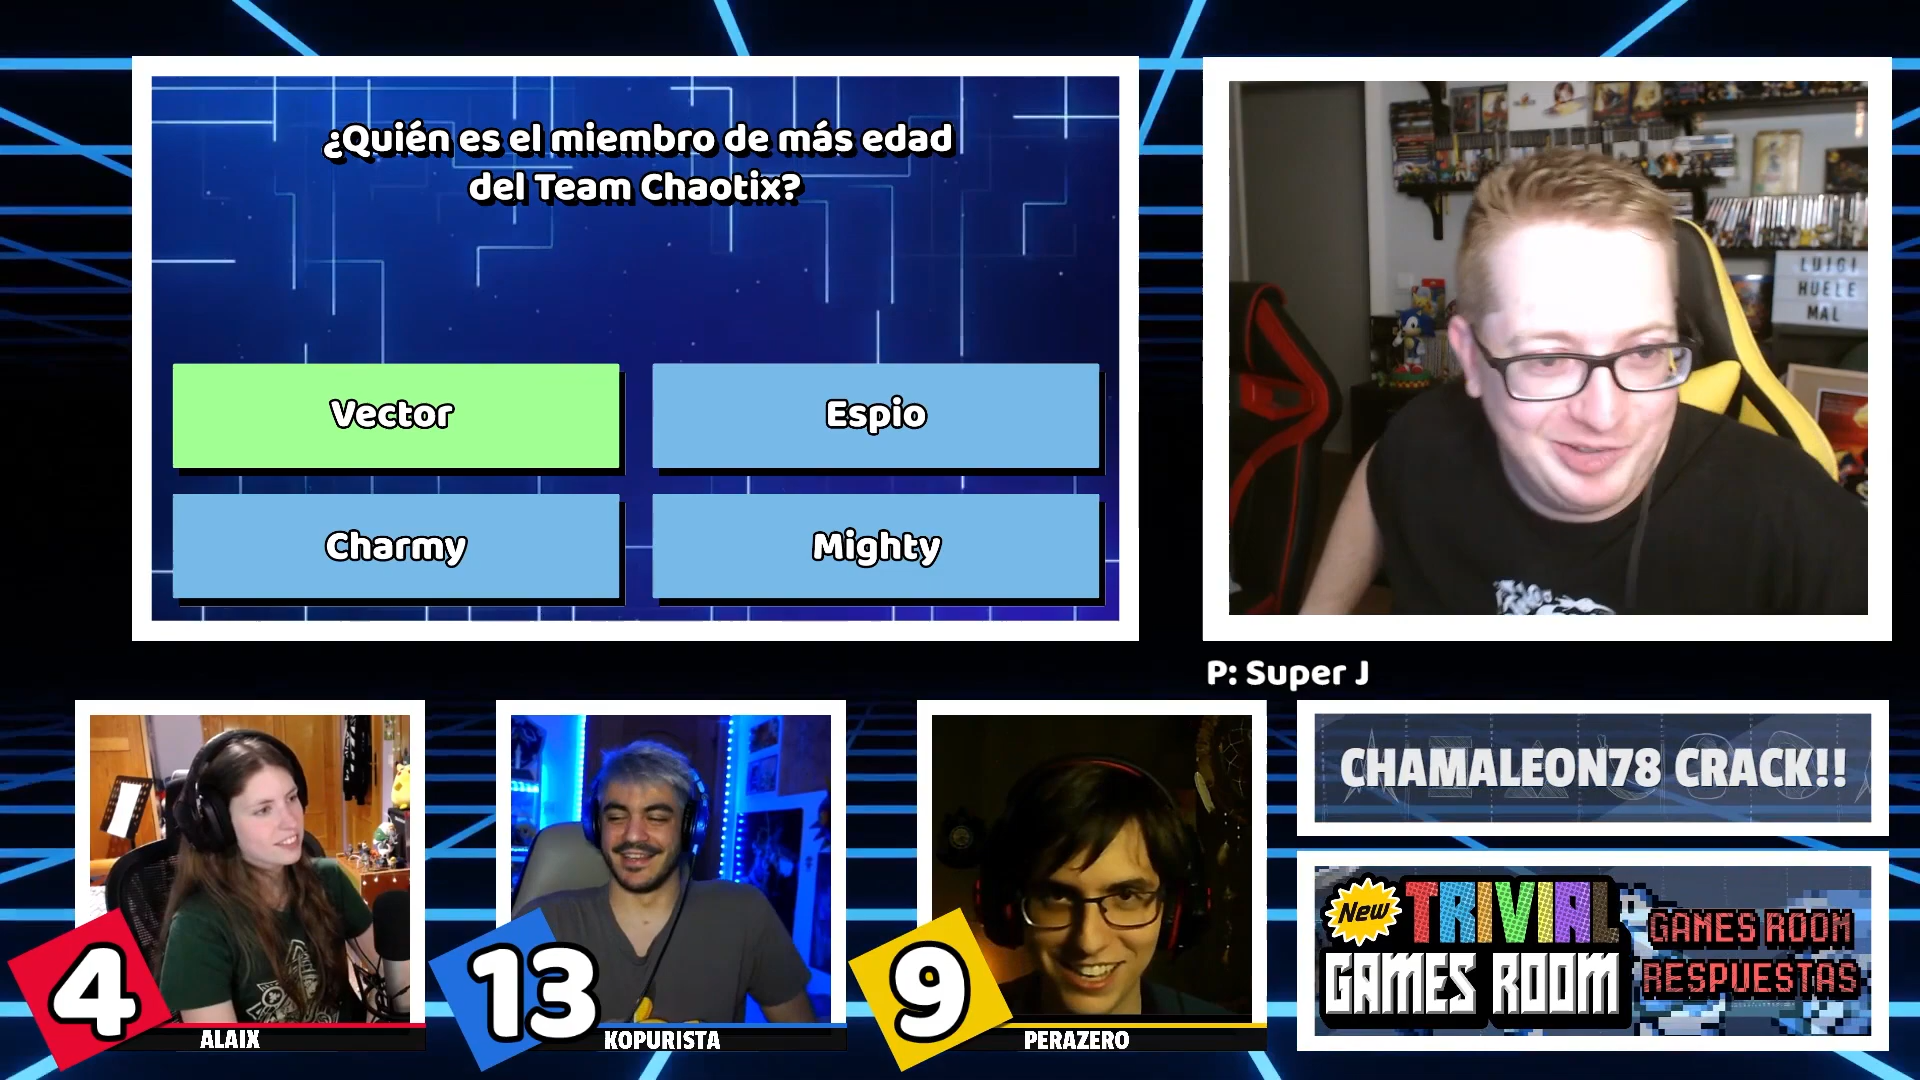 ¿Quién es el miembro de más edad
del Team Chaotix?
Vector
Espio
Charmy
Mighty
LUIGI
HUELE
MAL
P: Super J
CHAMALEON78 CRACK!!
New TRIVIAL
GAMES ROOM
GAMES ROOM
RESPUESTAS
4
ALAIX
13
KOPURISTA
9
PERAZERO